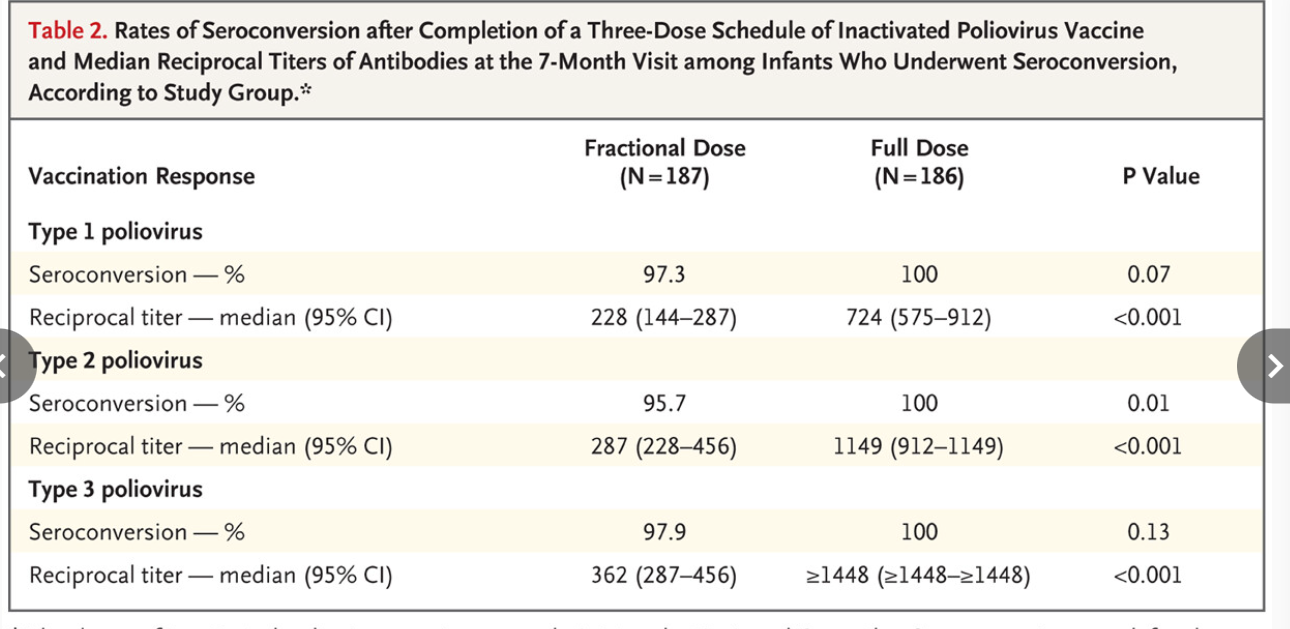 Table 2. Rates of Seroconversion after Completion of a Three-Dose Schedule of Inactivated Poliovirus Vaccine
and Median Reciprocal Titers of Antibodies at the 7-Month Visit among Infants Who Underwent Seroconversion,
According to Study Group.*
Vaccination Response Fractional Dose (N=187) Full Dose (N=186) P Value
Type 1 poliovirus
Seroconversion — % 97.3 100 0.07
Reciprocal titer — median (95% CI) 228 (144–287) 724 (575–912) <0.001
Type 2 poliovirus
Seroconversion — % 95.7 100 0.01
Reciprocal titer — median (95% CI) 287 (228–456) 1149 (912–1149) <0.001
Type 3 poliovirus
Seroconversion — % 97.9 100 0.13
Reciprocal titer — median (95% CI) 362 (287–456) ≥1448 (≥1448–≥1448) <0.001